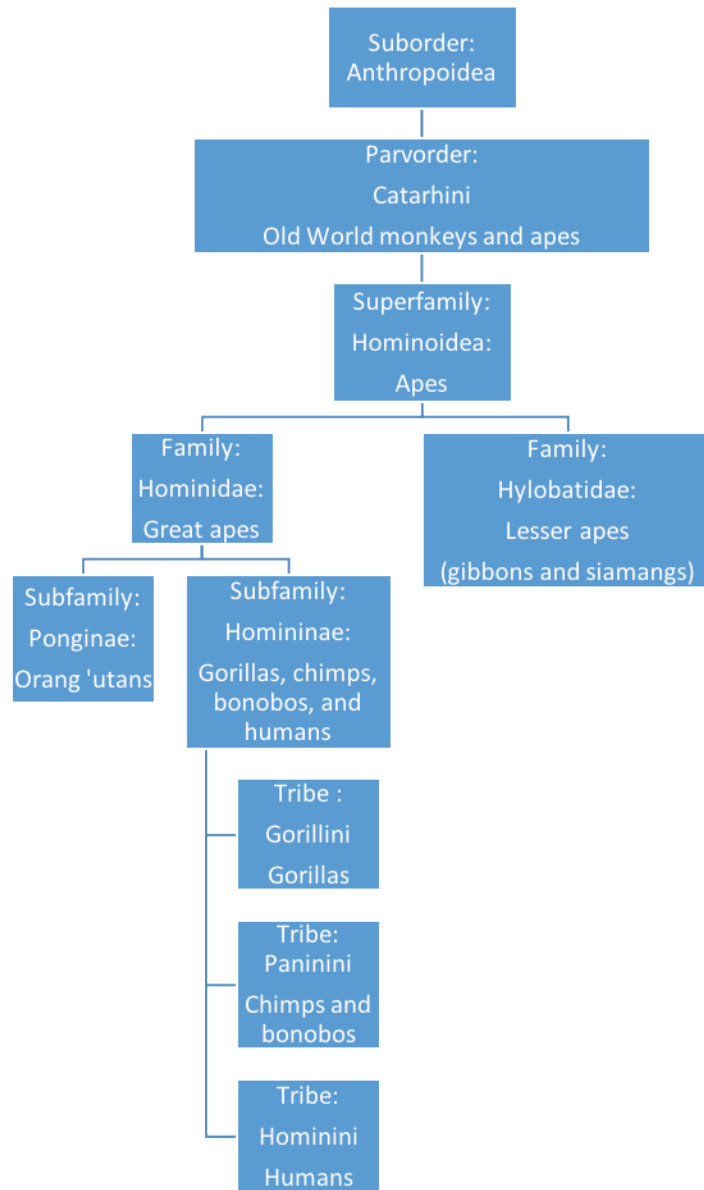 Suborder:
Anthropoidea
Parvorder:
Catarhini
Old World monkeys and apes
Superfamily:
Hominoidea:
Apes
Family:
Hominidae:
Great apes
Family:
Hylobatidae:
Lesser apes
(gibbons and siamangs)
Subfamily:
Ponginae:
Orang 'utans
Subfamily:
Homininae:
Gorillas, chimps,
bonobos, and
humans
Tribe :
Gorillini
Gorillas
Tribe:
Paninini
Chimps and
bonobos
Tribe:
Hominini
Humans